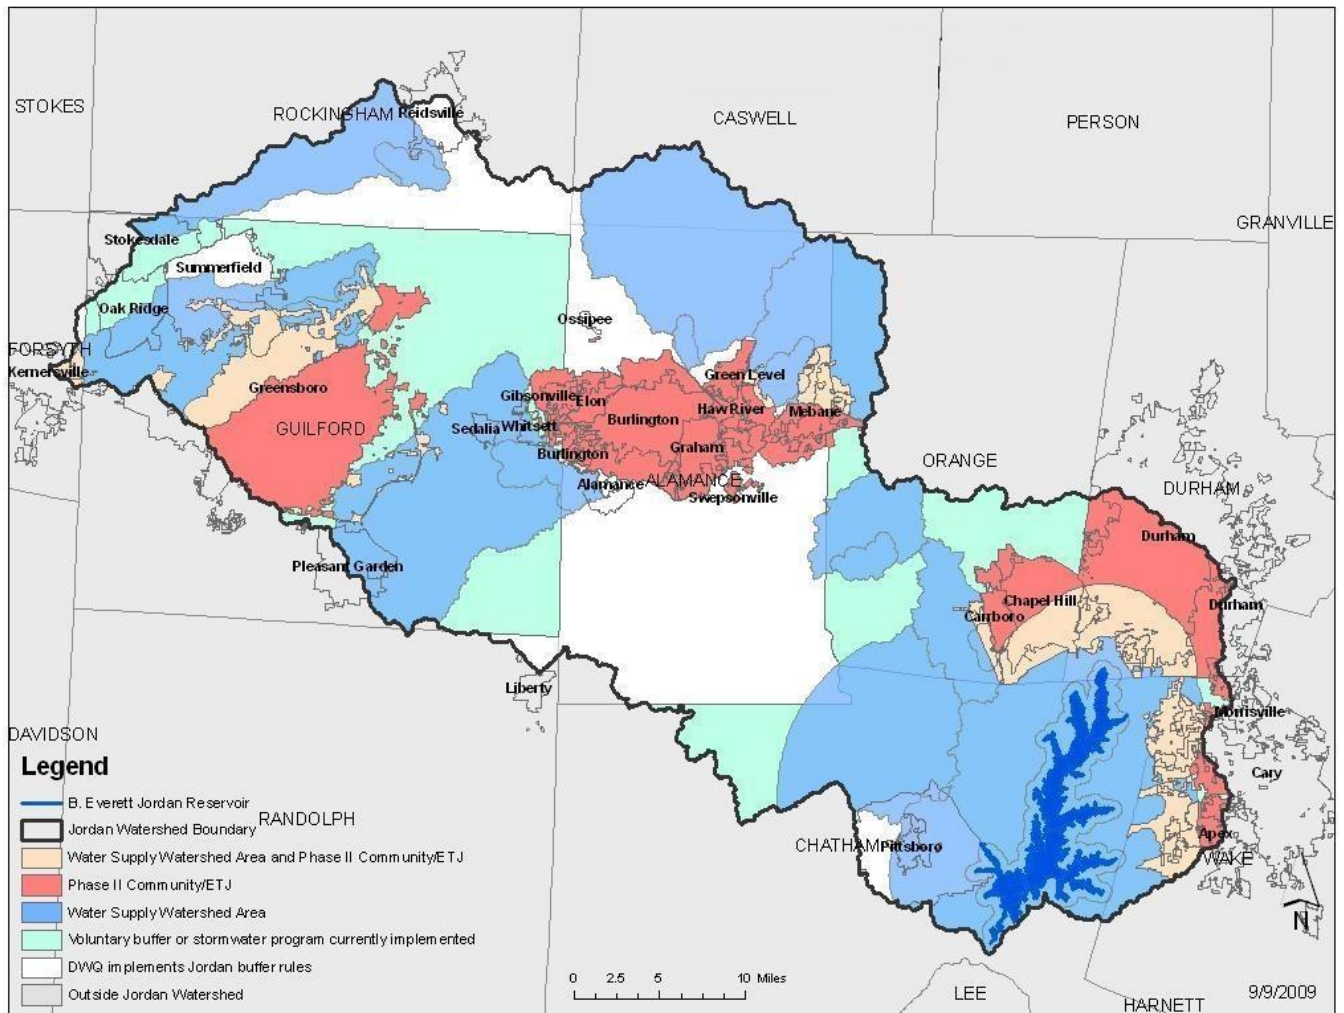 STOKES
ROCKINGHAM
Reidsville
CASWELL
PERSON
GRANVILLE
Stokesdale
Summerfield
Oak Ridge
Ossipee
FORSYTH
Kernersville
Greensboro
GUILFORD
Gibsonville
Elon
Green Level
Burlington
Haw River
Mebane
Sedalia
Whitsett
Burlington
Graham
Alamance
ALAMANCE
Swepsonville
ORANGE
DURHAM
Durham
Pleasant Garden
Chapel Hill
Carrboro
Durham
Liberty
Morrisville
DAVIDSON
Cary
Legend
B. Everett Jordan Reservoir
Jordan Watershed Boundary
RANDOLPH
Water Supply Watershed Area and Phase II Community/ETJ
Phase II Community/ETJ
Water Supply Watershed Area
Voluntary buffer or stormwater program currently implemented
DWQ implements Jordan buffer rules
Outside Jordan Watershed
CHATHAM
Pittsboro
Apex
WAKE
N
0 2.5 5 10 Miles
LEE
HARNETT
9/9/2009